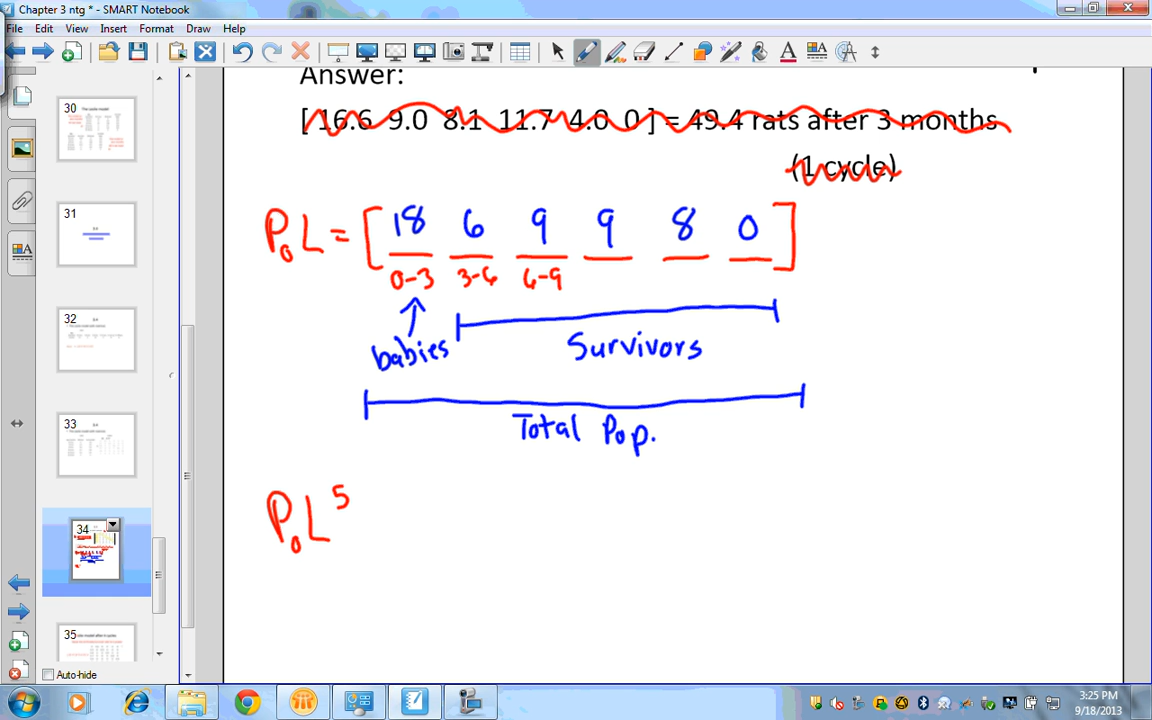 Chapter 3 ntg * - SMART Notebook
File Edit View Insert Format Draw Help
30
31
32
33
34
35
Auto-hide
Answer:
[ 16.6 9.0 8.1 11.7 4.0 0 ] = 49.4 rats after 3 months
(1 cycle)
P₀L = [ 18 6 9 9 8 0 ]
0-3 3-6 6-9
babies Survivors
Total Pop.
P₀L⁵
3:25 PM
9/18/2013